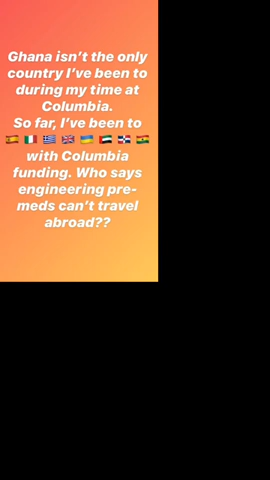 Ghana isn't the only
country I've been to
during my time at
Columbia.
So far, I've been to
🇪🇸 🇮🇹 🇬🇷 🇬🇧 🇺🇦 🇦🇪 🇩🇴 🇬🇭
with Columbia
funding. Who says
engineering pre-
meds can't travel
abroad??